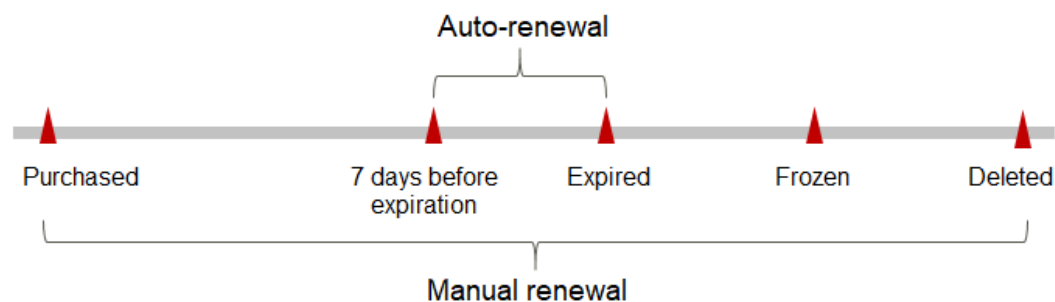 Auto-renewal
Purchased
7 days before
expiration
Expired
Frozen
Deleted
Manual renewal